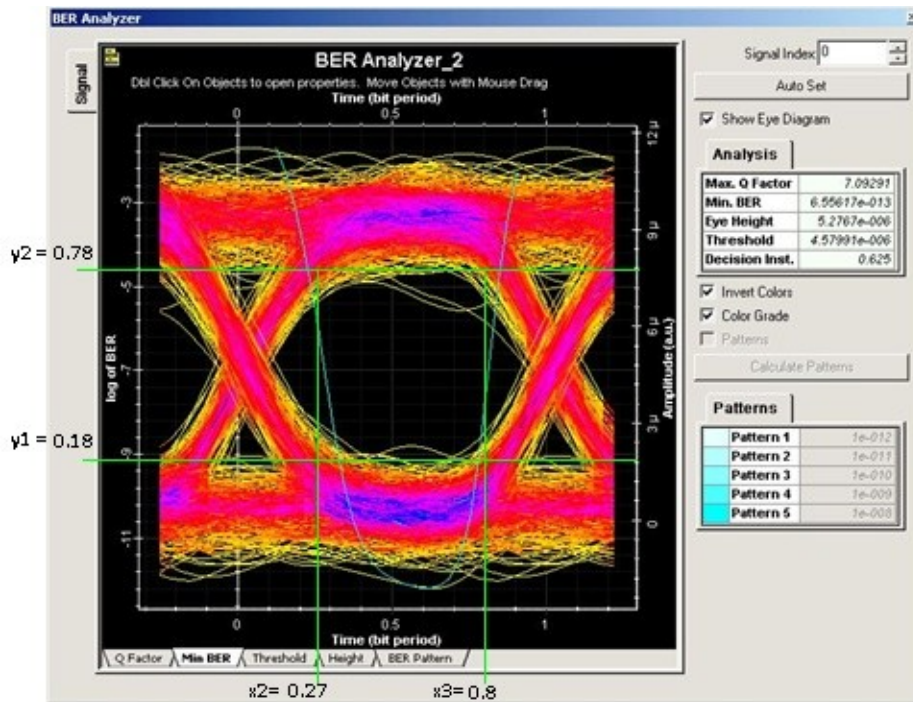 BER Analyzer
Signal
BER Analyzer_2
Dbl Click On Objects to open properties. Move Objects with Mouse Drag
Time (bit period)
0 0.5 1
log of BER
-3
-5
-7
-9
-11
Amplitude (a.u.)
12 µ
9 µ
6 µ
3 µ
0
y2 = 0.78
y1 = 0.18
0 0.5 1
Time (bit period)
Q Factor Min BER Threshold Height BER Pattern
x2= 0.27 x3= 0.8
Signal Index: 0
Auto Set
Show Eye Diagram
Analysis
Max. Q Factor 7.09291
Min. BER 6.55617e-013
Eye Height 5.2767e-006
Threshold 4.57991e-006
Decision Inst. 0.625
Invert Colors
Color Grade
Patterns
Calculate Patterns
Patterns
Pattern 1 1e-012
Pattern 2 1e-011
Pattern 3 1e-010
Pattern 4 1e-009
Pattern 5 1e-008